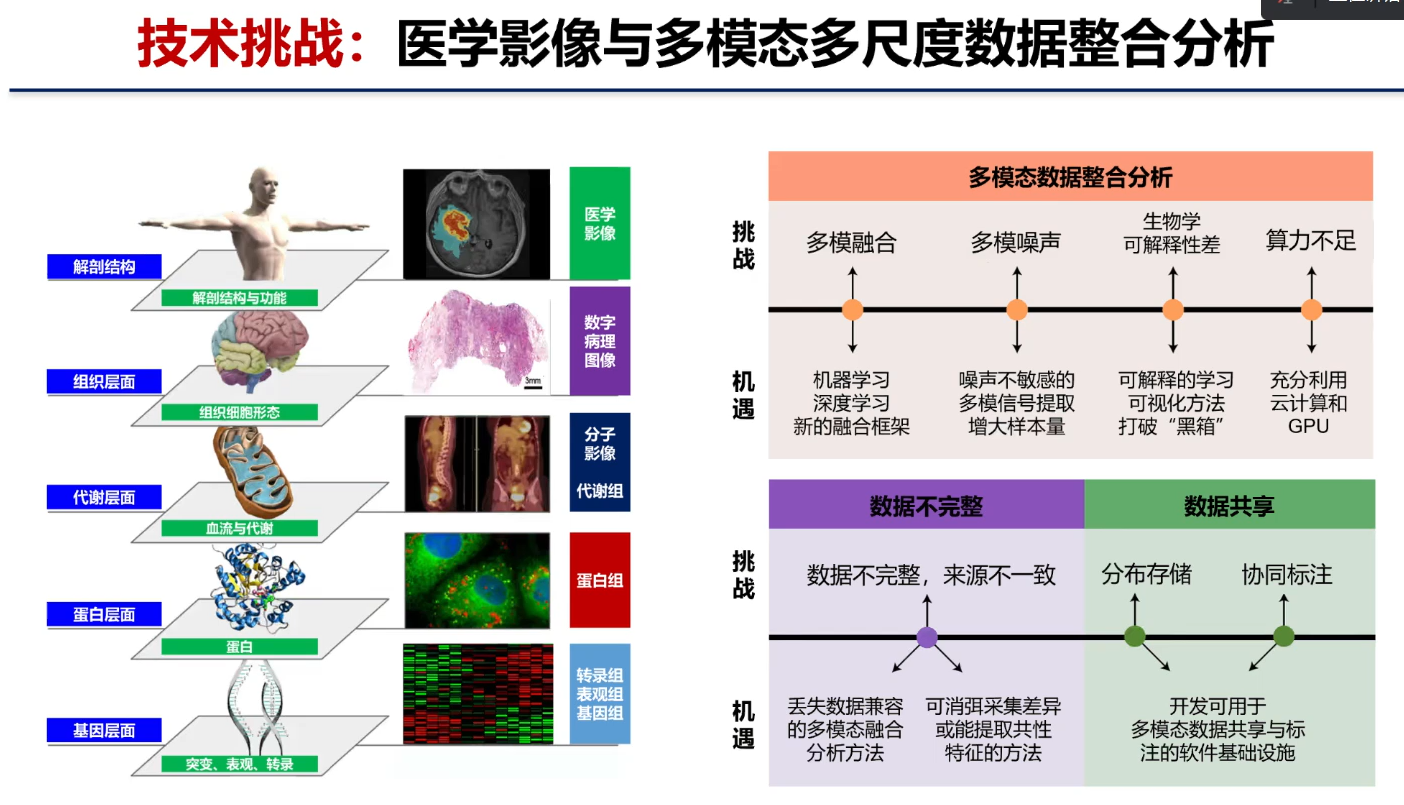 技术挑战：医学影像与多模态多尺度数据整合分析
解剖结构
解剖结构与功能
医学
影像
组织层面
组织细胞形态
3mm
数字
病理
图像
代谢层面
血流与代谢
分子
影像
代谢组
蛋白层面
蛋白
蛋白组
基因层面
突变、表观、转录
转录组
表观组
基因组
多模态数据整合分析
挑
战
多模融合
多模噪声
生物学
可解释性差
算力不足
机
遇
机器学习
深度学习
新的融合框架
噪声不敏感的
多模信号提取
增大样本量
可解释的学习
可视化方法
打破“黑箱”
充分利用
云计算和
GPU
数据不完整
数据共享
挑
战
数据不完整，来源不一致
分布存储
协同标注
机
遇
丢失数据兼容
的多模态融合
分析方法
可消弭采集差异
或能提取共性
特征的方法
开发可用于
多模态数据共享与标
注的软件基础设施